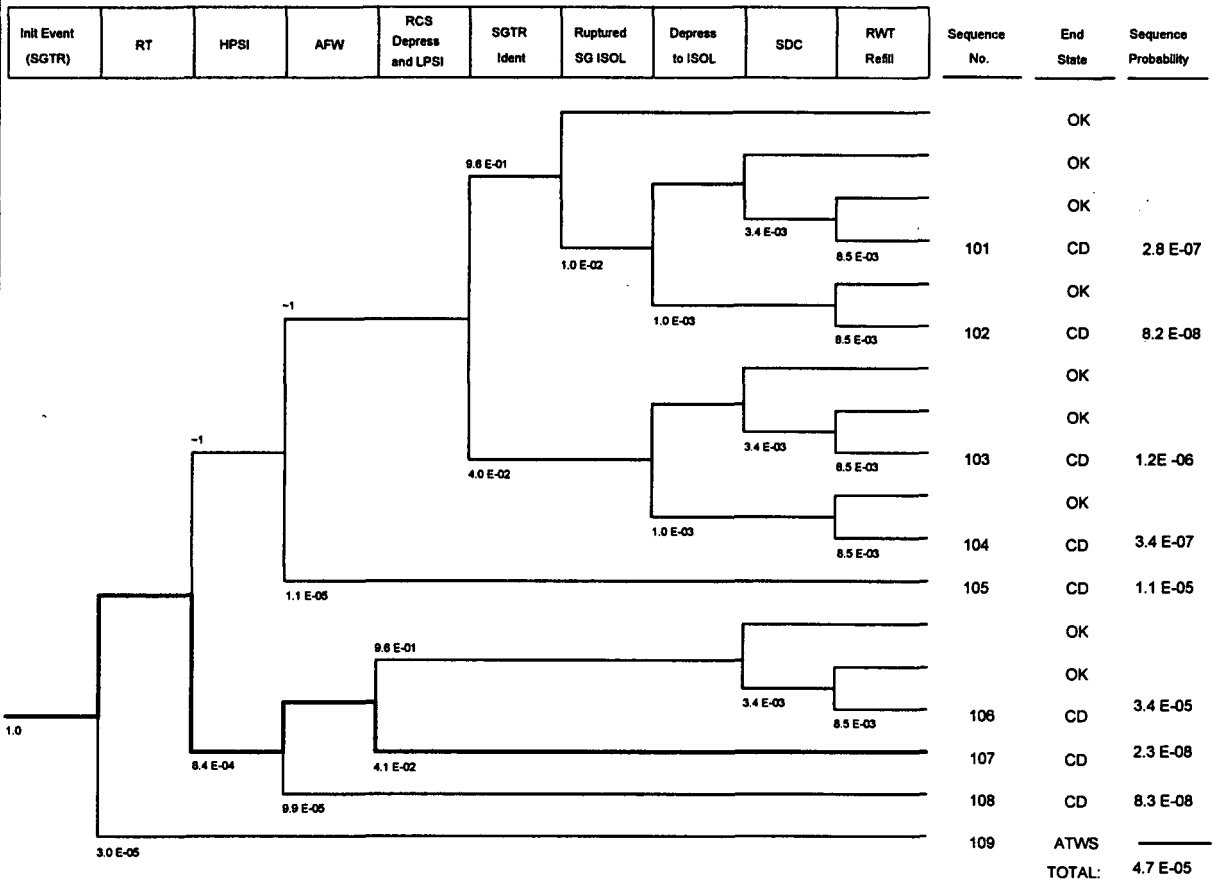 Init Event
(SGTR)
RT
HPSI
AFW
RCS
Depress
and LPSI
SGTR
Ident
Ruptured
SG ISOL
Depress
to ISOL
SDC
RWT
Refill
Sequence
No.
End
State
Sequence
Probability
OK
9.6 E-01
OK
OK
3.4 E-03
101 CD 2.8 E-07
1.0 E-02
8.5 E-03
OK
~1
1.0 E-03
102 CD 8.2 E-08
8.5 E-03
OK
OK
~1
3.4 E-03
103 CD 1.2E -06
4.0 E-02
8.5 E-03
OK
1.0 E-03
104 CD 3.4 E-07
8.5 E-03
105 CD 1.1 E-05
1.1 E-05
OK
9.6 E-01
OK
3.4 E-03
106 CD 3.4 E-05
8.5 E-03
1.0
107 CD 2.3 E-08
8.4 E-04
4.1 E-02
108 CD 8.3 E-08
9.9 E-05
109 ATWS
3.0 E-05
TOTAL: 4.7 E-05